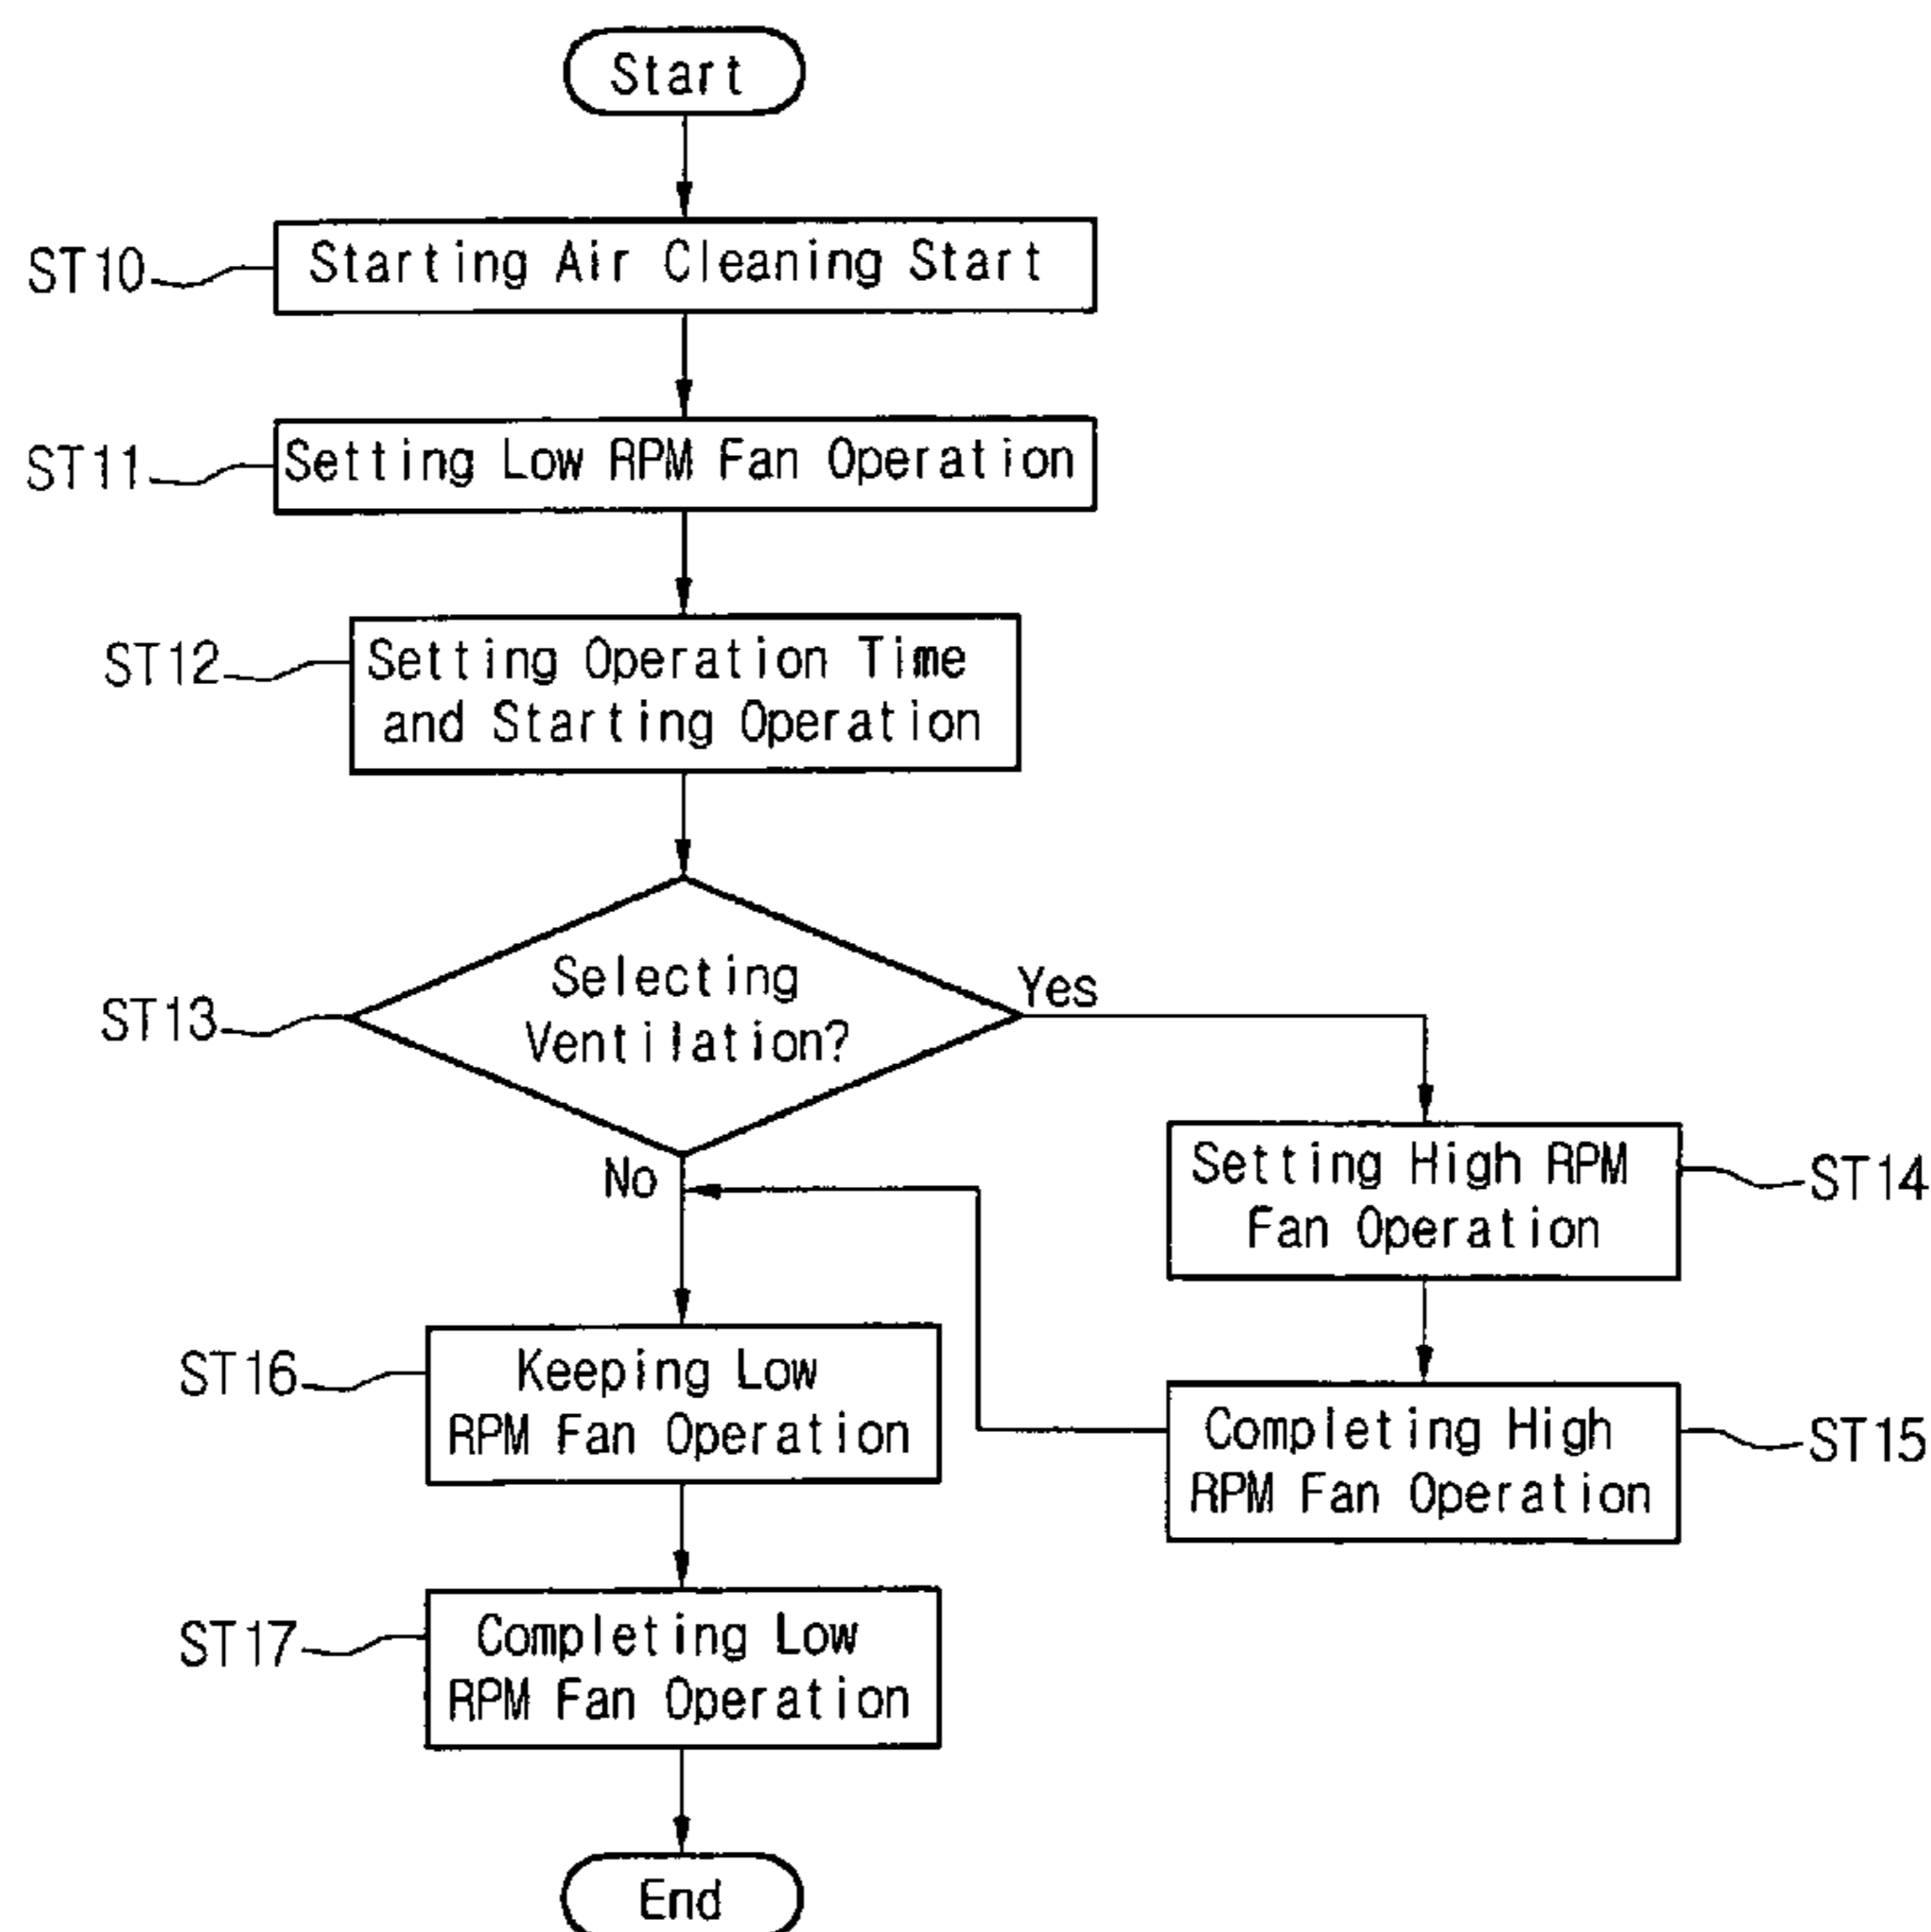 Start
ST10
Starting Air Cleaning Start
ST11
Setting Low RPM Fan Operation
ST12
Setting Operation Time
and Starting Operation
ST13
Selecting
Ventilation?
Yes
No
Setting High RPM
Fan Operation
ST14
ST16
Keeping Low
RPM Fan Operation
Completing High
RPM Fan Operation
ST15
ST17
Completing Low
RPM Fan Operation
End